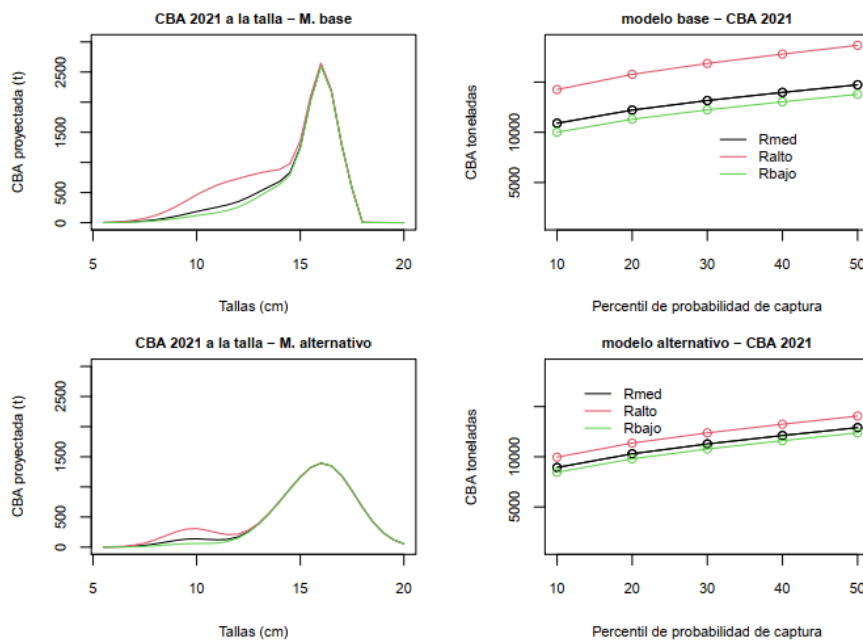 CBA 2021 a la talla – M. base
CBA proyectada (t)
2500
1500
500
0
5
10
15
20
Tallas (cm)
modelo base – CBA 2021
CBA toneladas
10000
5000
Rmed
Ralto
Rbajo
10
20
30
40
50
Percentil de probabilidad de captura
CBA 2021 a la talla – M. alternativo
CBA proyectada (t)
2500
1500
500
0
5
10
15
20
Tallas (cm)
modelo alternativo – CBA 2021
CBA toneladas
10000
5000
Rmed
Ralto
Rbajo
10
20
30
40
50
Percentil de probabilidad de captura